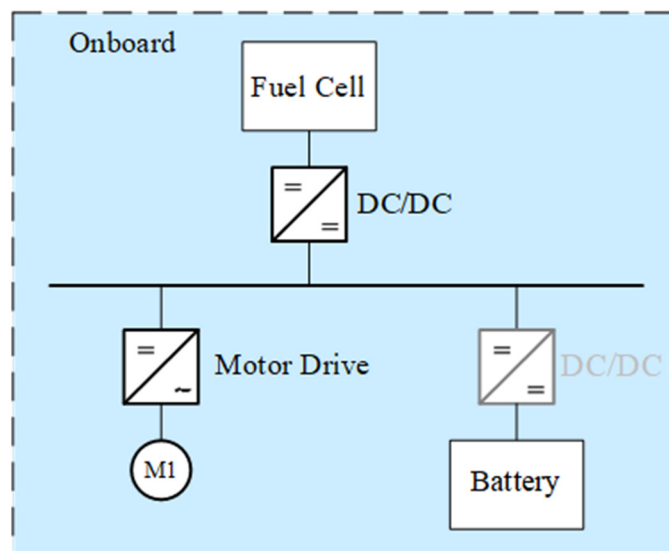 Onboard
Fuel Cell
=
DC/DC
=
=
Motor Drive
~
=
DC/DC
=
M1
Battery